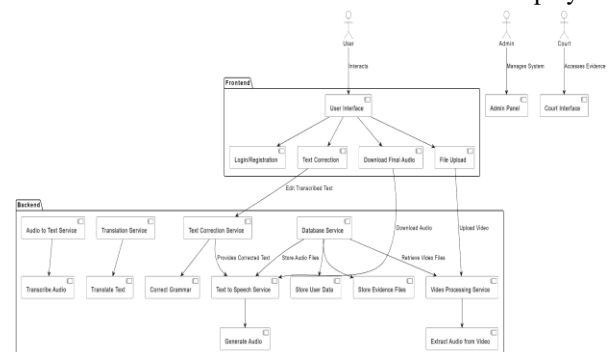 User
Admin
Court
Interacts
Manages System
Accesses Evidence
Frontend
User Interface
Admin Panel
Court Interface
Login/Registration
Text Correction
Download Final Audio
File Upload
Edit Transcribed Text
Backend
Download Audio
Upload Video
Audio to Text Service
Translation Service
Text Correction Service
Database Service
Provides Corrected Text
Store Audio Files
Retrieve Video Files
Transcribe Audio
Translate Text
Correct Grammar
Text to Speech Service
Store User Data
Store Evidence Files
Video Processing Service
Generate Audio
Extract Audio from Video